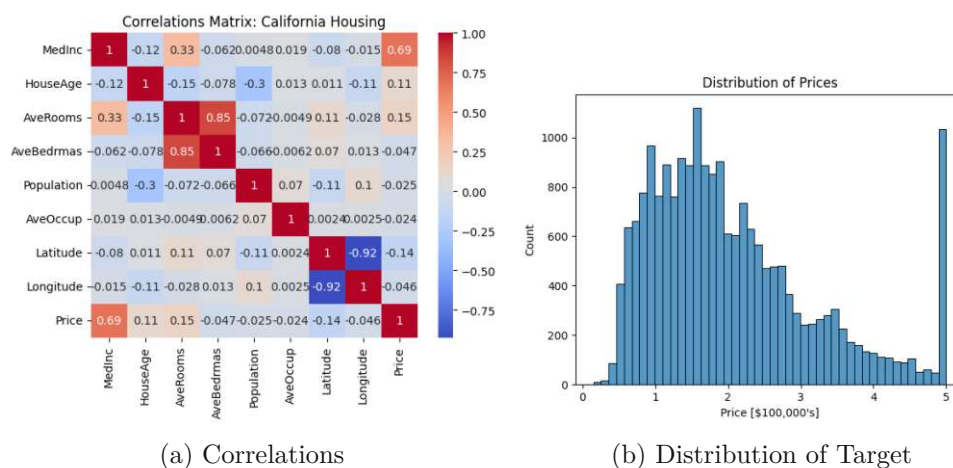 Correlations Matrix: California Housing
MedInc 1 -0.12 0.33 -0.062 0.0048 0.019 -0.08 -0.015 0.69
HouseAge -0.12 1 -0.15 -0.078 -0.3 0.013 0.011 -0.11 0.11
AveRooms 0.33 -0.15 1 0.85 -0.072 -0.0049 0.11 -0.028 0.15
AveBedrmas -0.062 -0.078 0.85 1 -0.066 0.0062 0.07 0.013 -0.047
Population 0.0048 -0.3 -0.072 -0.066 1 0.07 -0.11 0.1 -0.025
AveOccup 0.019 0.013 -0.0049 0.0062 0.07 1 0.0024 0.0025 -0.024
Latitude -0.08 0.011 0.11 0.07 -0.11 0.0024 1 -0.92 -0.14
Longitude -0.015 -0.11 -0.028 0.013 0.1 0.0025 -0.92 1 -0.046
Price 0.69 0.11 0.15 -0.047 -0.025 -0.024 -0.14 -0.046 1
MedInc HouseAge AveRooms AveBedrmas Population AveOccup Latitude Longitude Price
1.00
0.75
0.50
0.25
0.00
−0.25
−0.50
−0.75
(a) Correlations
Distribution of Prices
Count
1000
800
600
400
200
0
1 2 3 4 5
Price [$100,000's]
(b) Distribution of Target